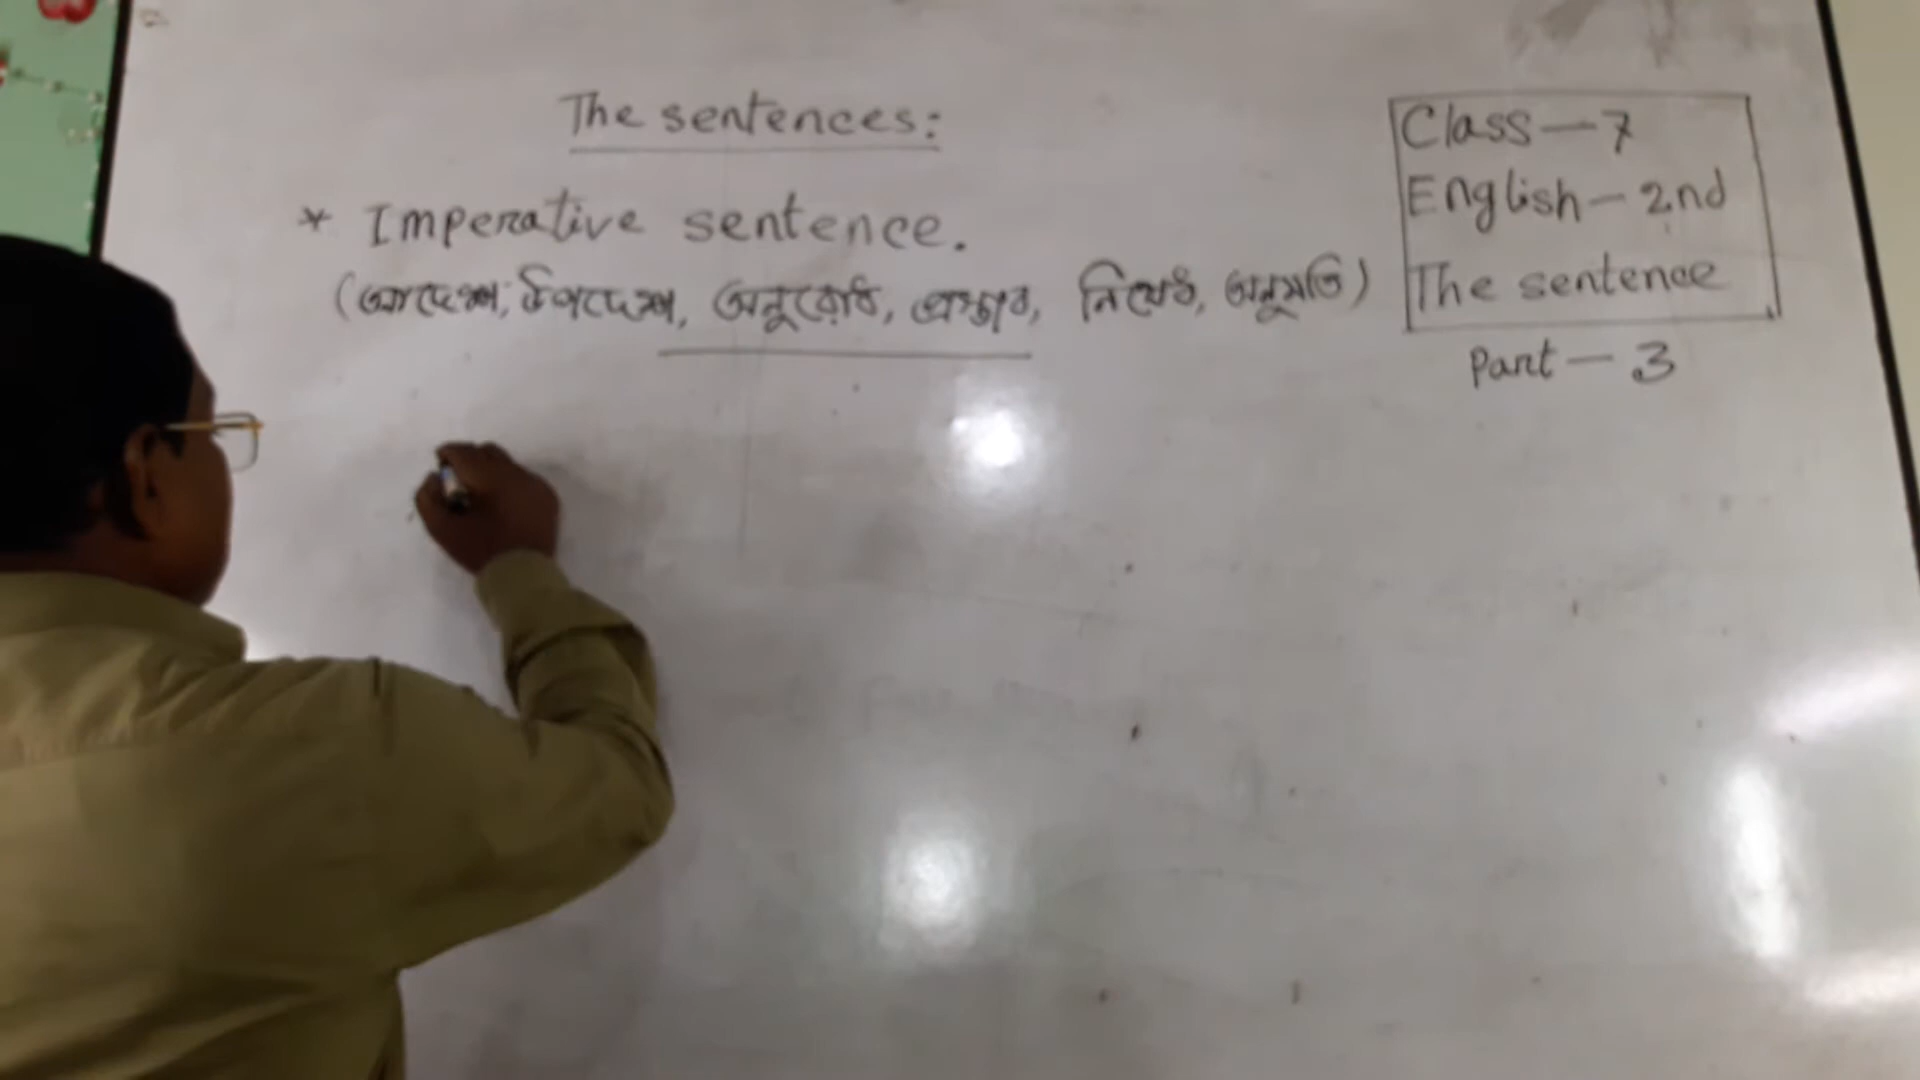 The sentences:
* Imperative sentence.
(আদেশ, উপদেশ, অনুরোধ, প্রস্তাব, নিষেধ, অনুমতি)
Class — 7
English — 2nd
The sentence
Part — 3